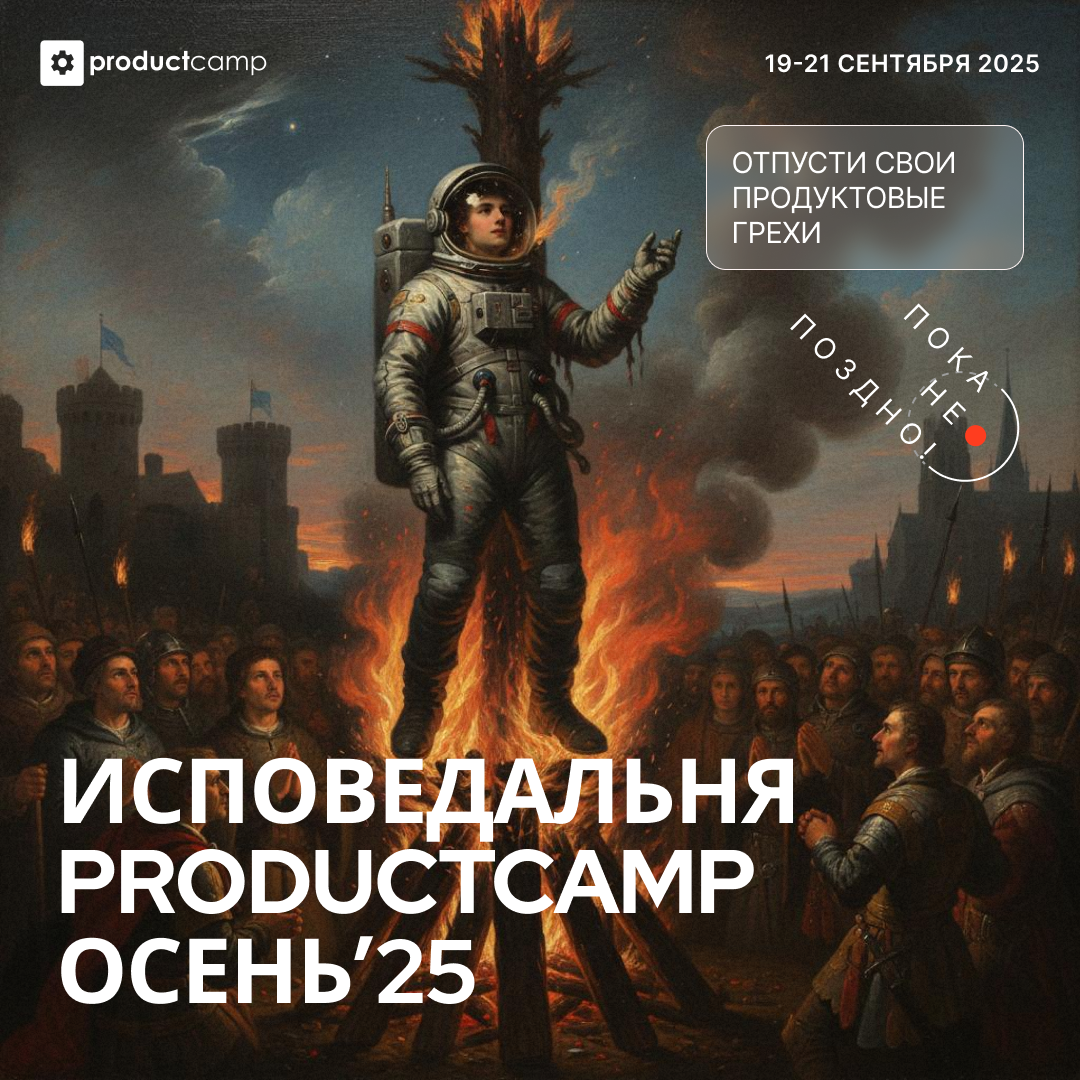 productcamp
19-21 СЕНТЯБРЯ 2025
ОТПУСТИ СВОИ
ПРОДУКТОВЫЕ
ГРЕХИ
ПОКА
НЕ
ПОЗДНО!
ИСПОВЕДАЛЬНЯ
PRODUCTCAMP
ОСЕНЬ’25